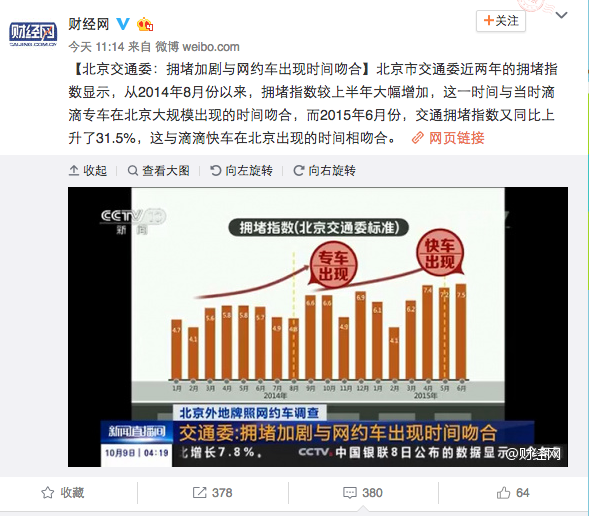 财经网
CAIJING.COM.CN
财经网
+关注
今天 11:14 来自 微博 weibo.com
【北京交通委：拥堵加剧与网约车出现时间吻合】北京市交通委近两年的拥堵指
数显示，从2014年8月份以来，拥堵指数较上半年大幅增加，这一时间与当时滴
滴专车在北京大规模出现的时间吻合，而2015年6月份，交通拥堵指数又同比上
升了31.5%，这与滴滴快车在北京出现的时间相吻合。 网页链接
收起 查看大图 向左旋转 向右旋转
CCTV 13
新闻
拥堵指数(北京交通委标准)
专车
出现
快车
出现
4.7 4.1 5.6 5.8 5.8 5.7 4.9 4.8 6.6 6.6 4.9 6.9 6.1 4.1 6.2 7.4 7.2 7.5
1月 2月 3月 4月 5月 6月 7月 8月 9月 10月 11月 12月 1月 2月 3月 4月 5月 6月
2014年 2015年
北京外地牌照网约车调查
新闻直播间
交通委:拥堵加剧与网约车出现时间吻合
10月9日 04:19
增长7.8%。 CCTV 中国银联8日公布的数据显示
@财经网
收藏 378 380 64